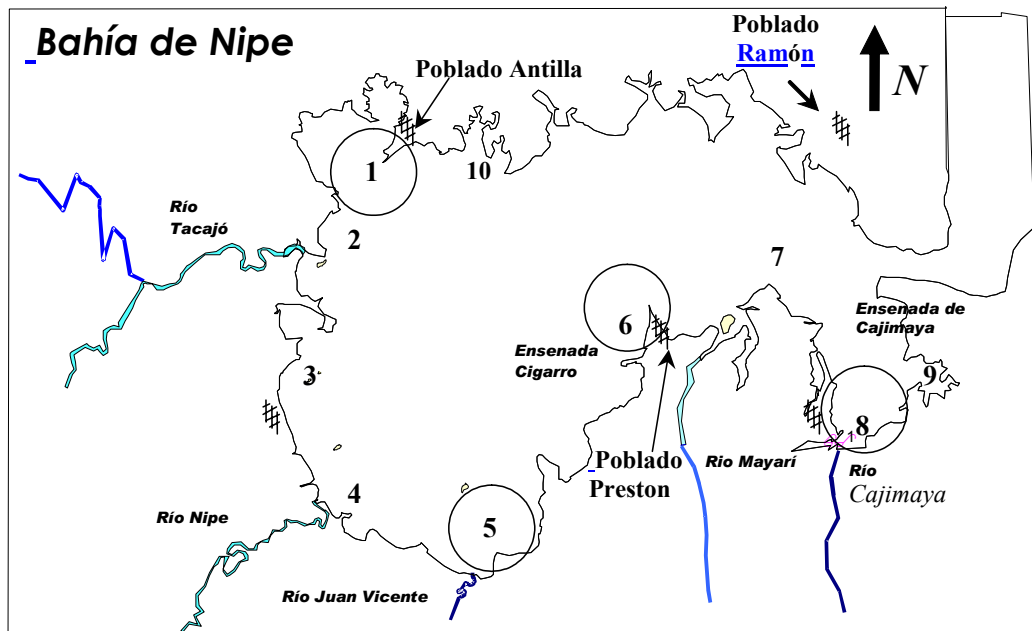 Bahía de Nipe
Poblado
Ramón
Poblado Antilla
N
1
10
Río
Tacajó
2
7
Ensenada de
Cajimaya
6
Ensenada
Cigarro
3
9
8
Poblado
Preston
Rio Mayarí
Río
Cajimaya
4
5
Río Nipe
Río Juan Vicente